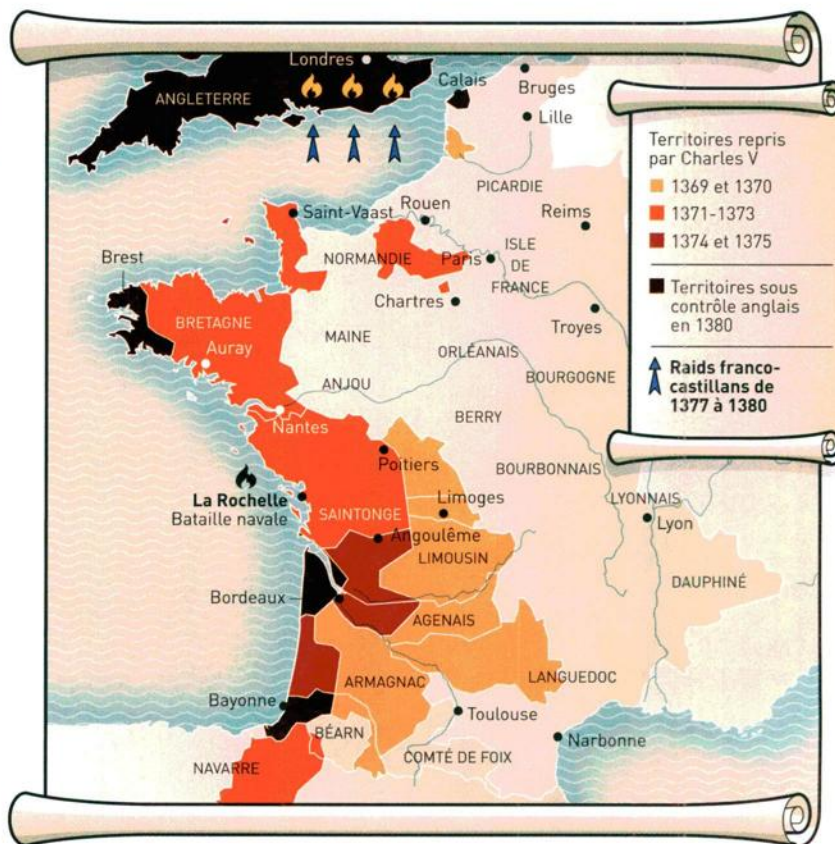 Londres
ANGLETERRE
Calais
Bruges
Lille
PICARDIE
Saint-Vaast
Rouen
Reims
NORMANDIE
Paris
ISLE
DE
FRANCE
Brest
Chartres
Troyes
BRETAGNE
MAINE
Auray
ORLÉANAIS
ANJOU
BOURGOGNE
Nantes
BERRY
Poitiers
BOURBONNAIS
La Rochelle
Bataille navale
Limoges
LYONNAIS
SAINTONGE
Lyon
Angoulême
LIMOUSIN
DAUPHINÉ
Bordeaux
AGENAIS
ARMAGNAC
LANGUEDOC
Bayonne
Toulouse
BÉARN
Narbonne
COMTÉ DE FOIX
NAVARRE
Territoires repris
par Charles V
1369 et 1370
1371-1373
1374 et 1375
Territoires sous
contrôle anglais
en 1380
Raids franco-
castillans de
1377 à 1380